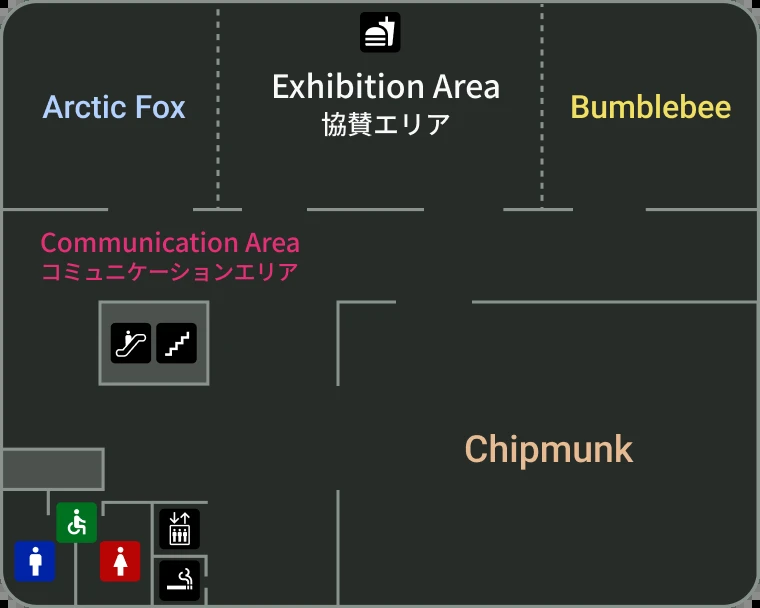 Arctic Fox
Exhibition Area
協賛エリア
Bumblebee
Communication Area
コミュニケーションエリア
Chipmunk